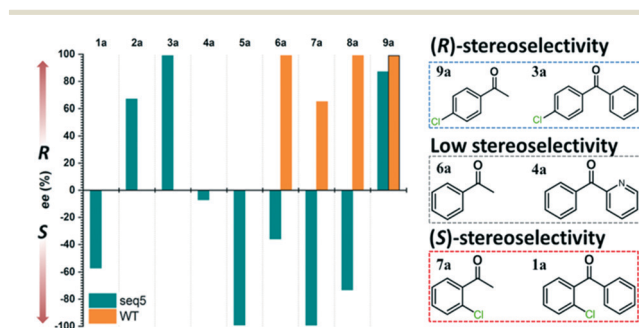 1a 2a 3a 4a 5a 6a 7a 8a 9a
100
80
60
40
20
0
-20
-40
-60
-80
-100
R
ee (%)
S
seq5
WT
(R)-stereoselectivity
9a 3a
O O
Cl Cl
Low stereoselectivity
6a 4a
O O N
(S)-stereoselectivity
7a 1a
O O
Cl Cl